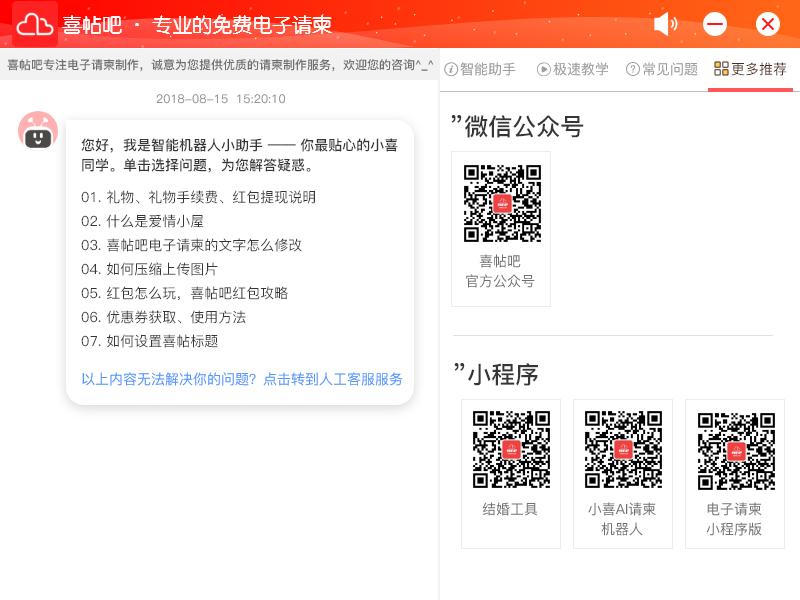 喜帖吧 · 专业的免费电子请柬
喜帖吧专注电子请柬制作，诚意为您提供优质的请柬制作服务，欢迎您的咨询^_^
智能助手 极速教学 常见问题 更多推荐
2018-08-15 15:20:10
您好，我是智能机器人小助手 —— 你最贴心的小喜
同学。单击选择问题，为您解答疑惑。
01. 礼物、礼物手续费、红包提现说明
02. 什么是爱情小屋
03. 喜帖吧电子请柬的文字怎么修改
04. 如何压缩上传图片
05. 红包怎么玩，喜帖吧红包攻略
06. 优惠券获取、使用方法
07. 如何设置喜帖标题
以上内容无法解决你的问题？点击转到人工客服服务
”微信公众号
喜帖吧
官方公众号
”小程序
结婚工具
小喜AI请柬
机器人
电子请柬
小程序版